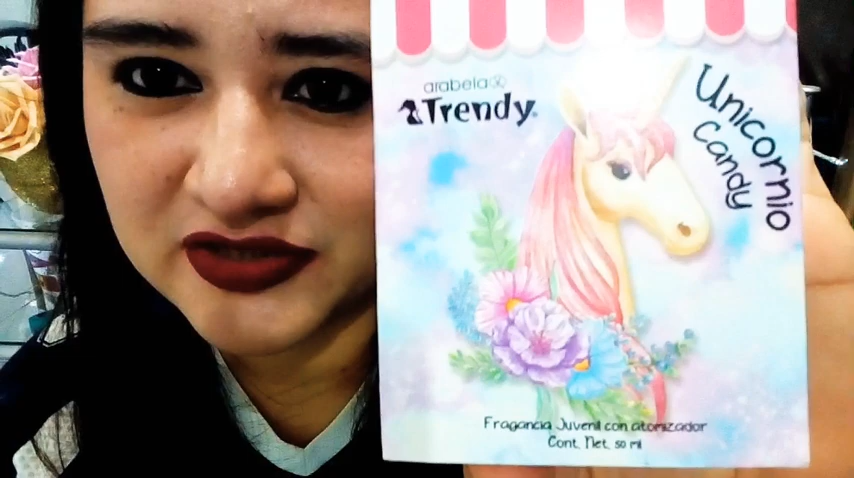 arabela
Trendy
Unicornio
Candy
Fragancia Juvenil con atomizador
Cont. Net. 50 ml